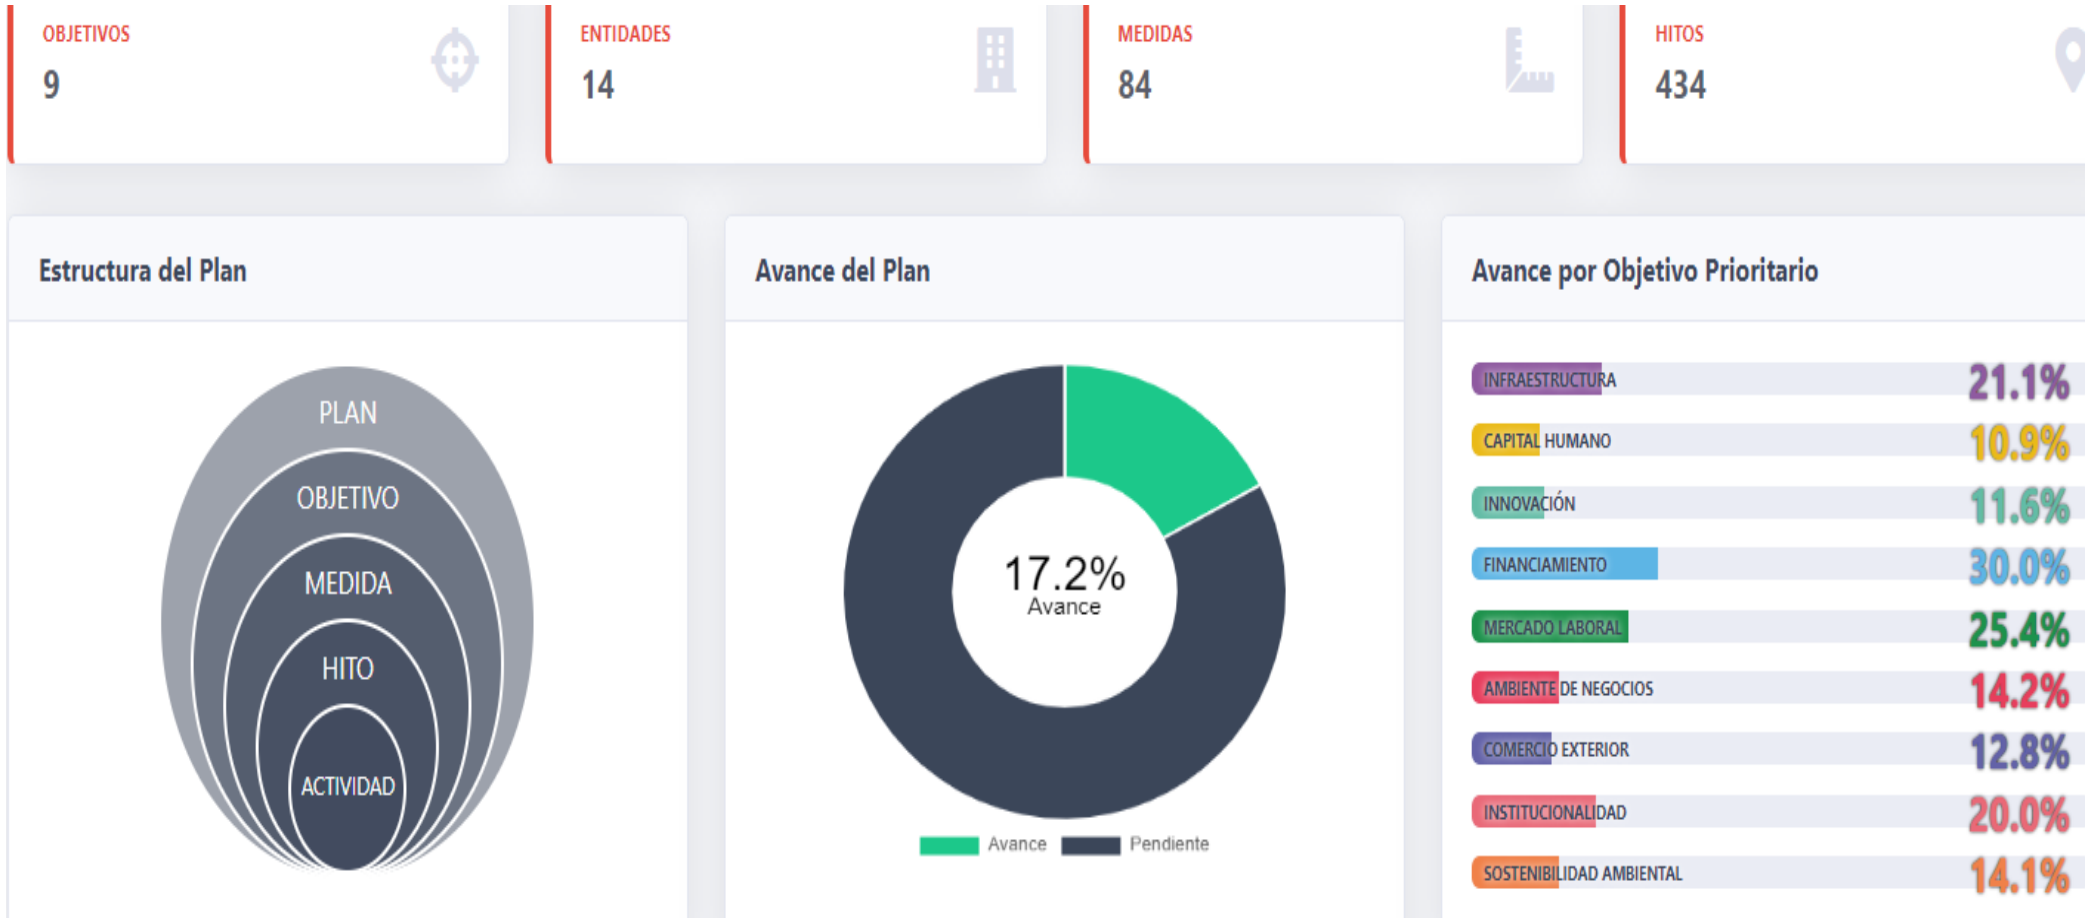 OBJETIVOS
9
ENTIDADES
14
MEDIDAS
84
HITOS
434
Estructura del Plan
PLAN
OBJETIVO
MEDIDA
HITO
ACTIVIDAD
Avance del Plan
17.2%
Avance
Avance Pendiente
Avance por Objetivo Prioritario
INFRAESTRUCTURA 21.1%
CAPITAL HUMANO 10.9%
INNOVACIÓN 11.6%
FINANCIAMIENTO 30.0%
MERCADO LABORAL 25.4%
AMBIENTE DE NEGOCIOS 14.2%
COMERCIO EXTERIOR 12.8%
INSTITUCIONALIDAD 20.0%
SOSTENIBILIDAD AMBIENTAL 14.1%